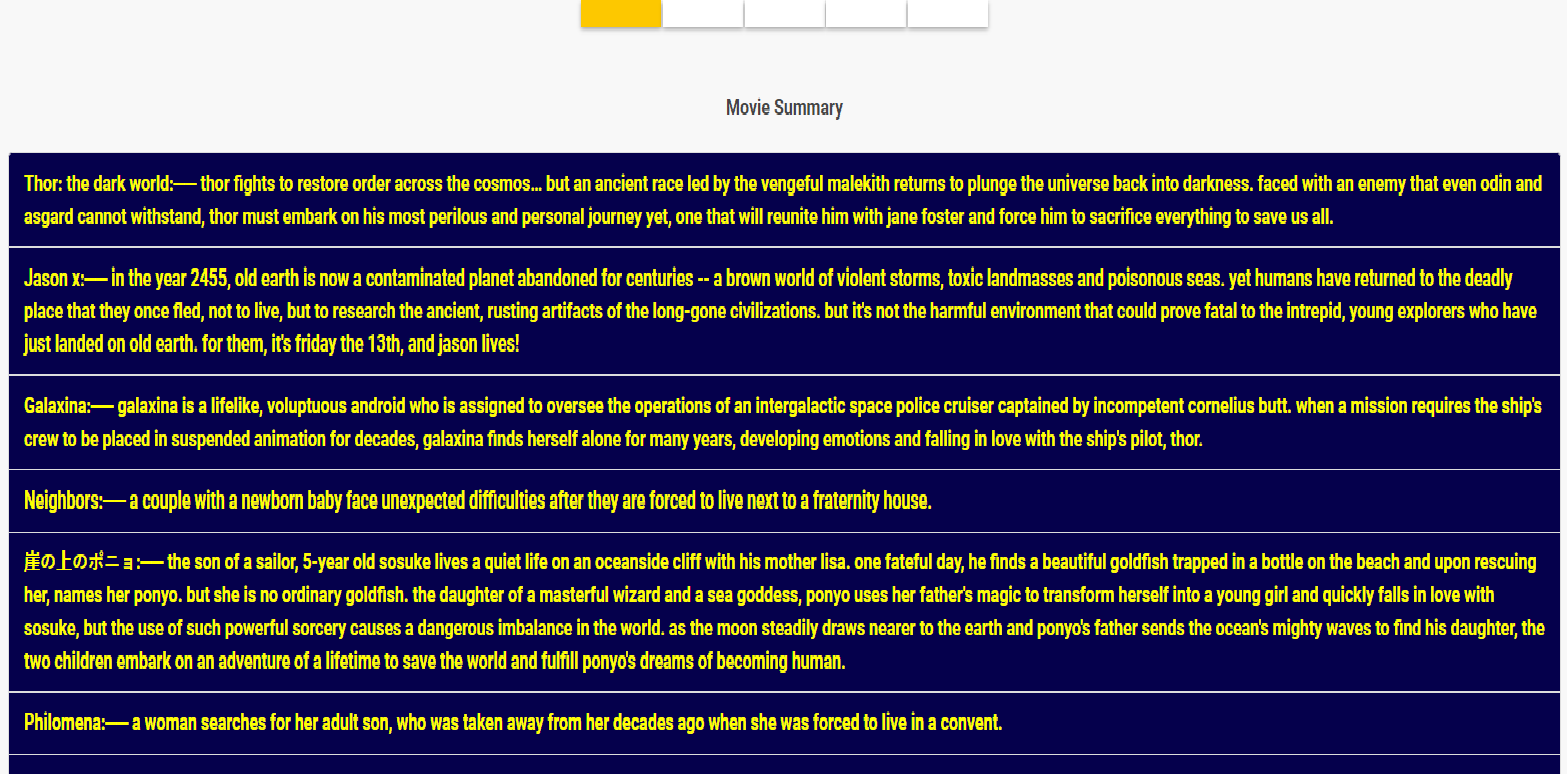 Movie Summary
Thor: the dark world:—– thor fights to restore order across the cosmos... but an ancient race led by the vengeful malekith returns to plunge the universe back into darkness. faced with an enemy that even odin and
asgard cannot withstand, thor must embark on his most perilous and personal journey yet, one that will reunite him with jane foster and force him to sacrifice everything to save us all.
Jason x:—– in the year 2455, old earth is now a contaminated planet abandoned for centuries -- a brown world of violent storms, toxic landmasses and poisonous seas. yet humans have returned to the deadly
place that they once fled, not to live, but to research the ancient, rusting artifacts of the long-gone civilizations. but it's not the harmful environment that could prove fatal to the intrepid, young explorers who have
just landed on old earth. for them, it's friday the 13th, and jason lives!
Galaxina:—– galaxina is a lifelike, voluptuous android who is assigned to oversee the operations of an intergalactic space police cruiser captained by incompetent cornelius butt. when a mission requires the ship's
crew to be placed in suspended animation for decades, galaxina finds herself alone for many years, developing emotions and falling in love with the ship's pilot, thor.
Neighbors:—– a couple with a newborn baby face unexpected difficulties after they are forced to live next to a fraternity house.
崖の上のポニョ:—– the son of a sailor, 5-year old sosuke lives a quiet life on an oceanside cliff with his mother lisa. one fateful day, he finds a beautiful goldfish trapped in a bottle on the beach and upon rescuing
her, names her ponyo. but she is no ordinary goldfish. the daughter of a masterful wizard and a sea goddess, ponyo uses her father's magic to transform herself into a young girl and quickly falls in love with
sosuke, but the use of such powerful sorcery causes a dangerous imbalance in the world. as the moon steadily draws nearer to the earth and ponyo's father sends the ocean's mighty waves to find his daughter, the
two children embark on an adventure of a lifetime to save the world and fulfill ponyo's dreams of becoming human.
Philomena:—– a woman searches for her adult son, who was taken away from her decades ago when she was forced to live in a convent.